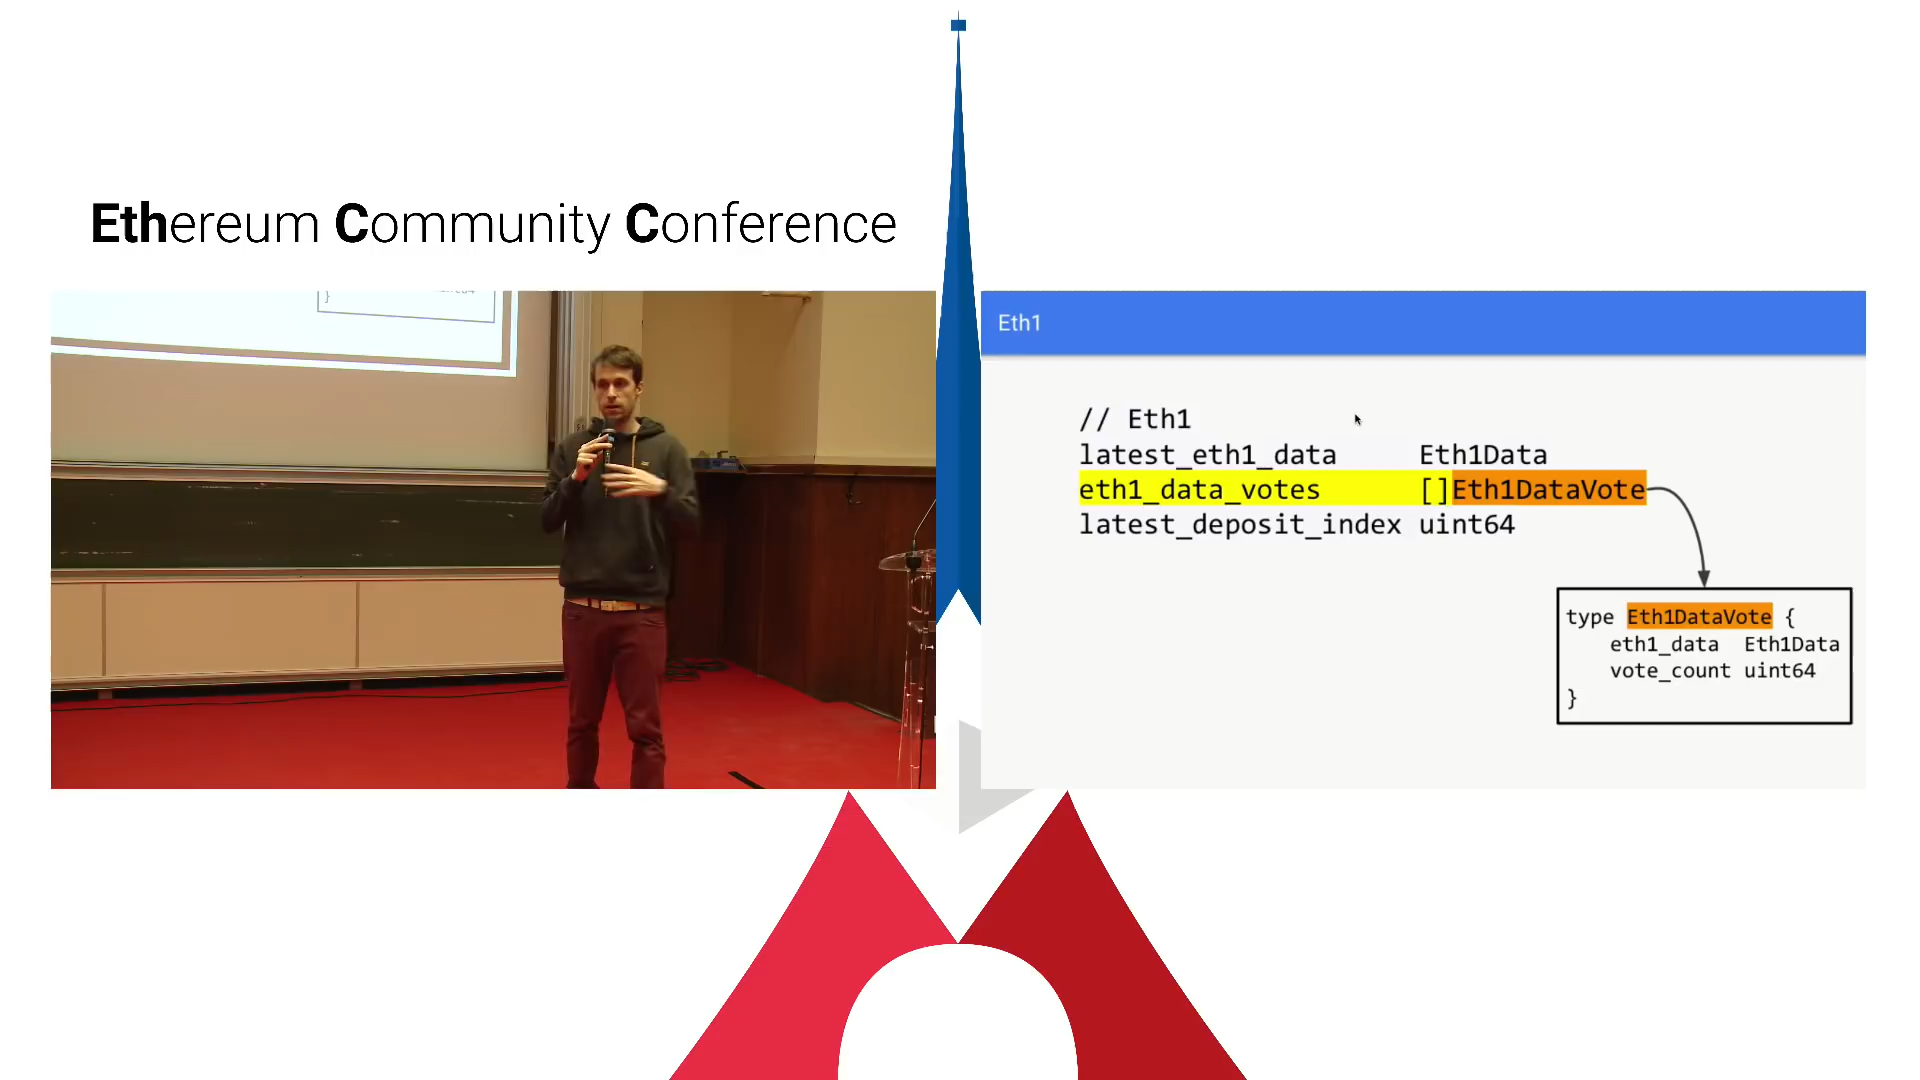 Ethereum Community Conference
Eth1
// Eth1
latest_eth1_data Eth1Data
eth1_data_votes []Eth1DataVote
latest_deposit_index uint64
type Eth1DataVote {
eth1_data Eth1Data
vote_count uint64
}
}